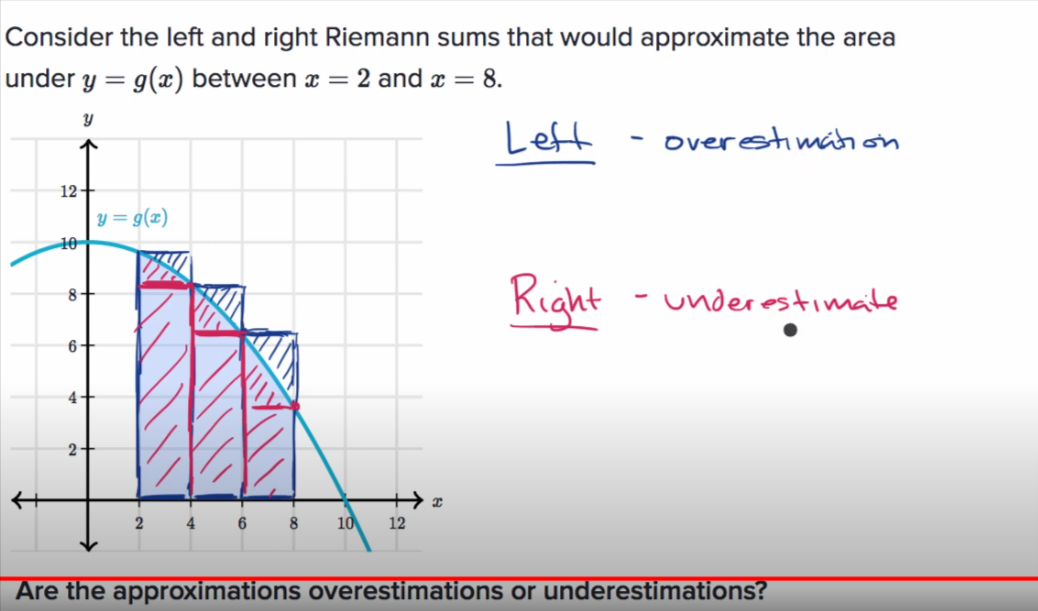 Consider the left and right Riemann sums that would approximate the area
under y = g(x) between x = 2 and x = 8.
y
Left - overestimation
12
y = g(x)
10
8
Right - underestimate
6
4
2
x
2 4 6 8 10 12
Are the approximations overestimations or underestimations?